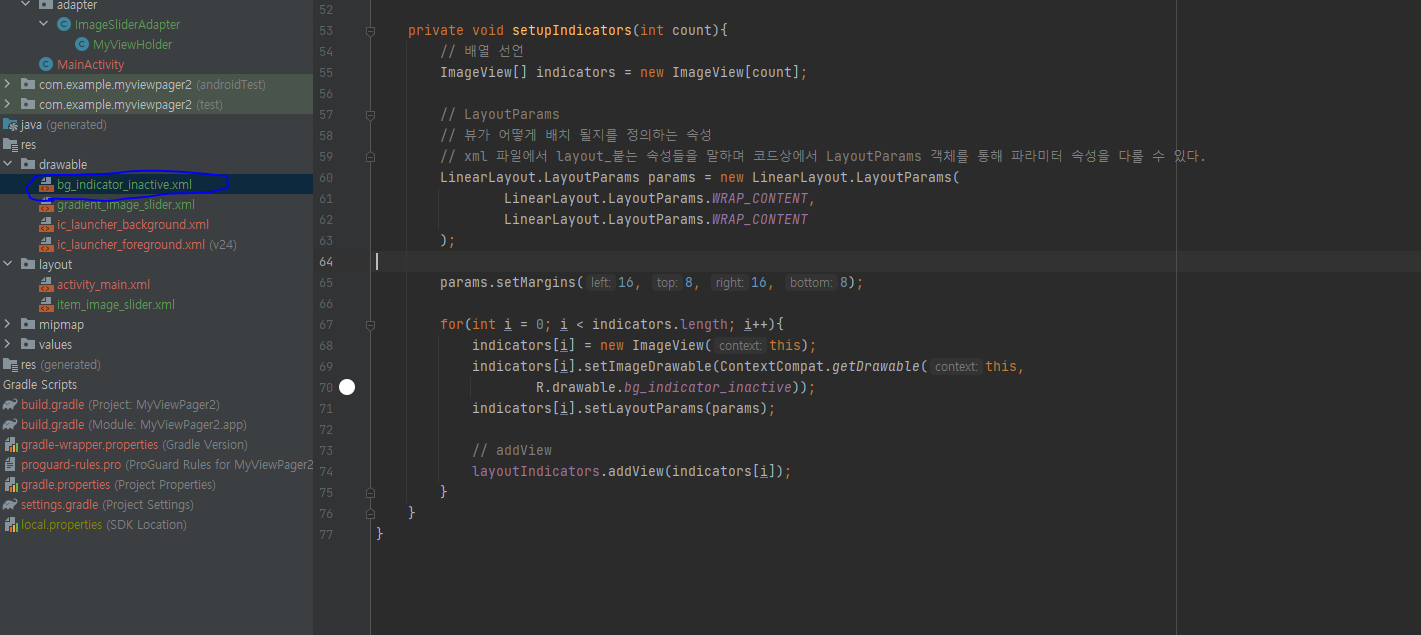 adapter
ImageSliderAdapter
MyViewHolder
MainActivity
com.example.myviewpager2 (androidTest)
com.example.myviewpager2 (test)
java (generated)
res
drawable
bg_indicator_inactive.xml
gradient_image_slider.xml
ic_launcher_background.xml
ic_launcher_foreground.xml (v24)
layout
activity_main.xml
item_image_slider.xml
mipmap
values
res (generated)
Gradle Scripts
build.gradle (Project: MyViewPager2)
build.gradle (Module: MyViewPager2.app)
gradle-wrapper.properties (Gradle Version)
proguard-rules.pro (ProGuard Rules for MyViewPager2
gradle.properties (Project Properties)
settings.gradle (Project Settings)
local.properties (SDK Location)
52
53 private void setupIndicators(int count){
54 // 배열 선언
55 ImageView[] indicators = new ImageView[count];
56
57 // LayoutParams
58 // 뷰가 어떻게 배치 될지를 정의하는 속성
59 // xml 파일에서 layout_붙는 속성들을 말하며 코드상에서 LayoutParams 객체를 통해 파라미터 속성을 다룰 수 있다.
60 LinearLayout.LayoutParams params = new LinearLayout.LayoutParams(
61 LinearLayout.LayoutParams.WRAP_CONTENT,
62 LinearLayout.LayoutParams.WRAP_CONTENT
63 );
64
65 params.setMargins( left: 16, top: 8, right: 16, bottom: 8);
66
67 for(int i = 0; i < indicators.length; i++){
68 indicators[i] = new ImageView( context: this);
69 indicators[i].setImageDrawable(ContextCompat.getDrawable( context: this,
70 R.drawable.bg_indicator_inactive));
71 indicators[i].setLayoutParams(params);
72
73 // addView
74 layoutIndicators.addView(indicators[i]);
75 }
76 }
77 }